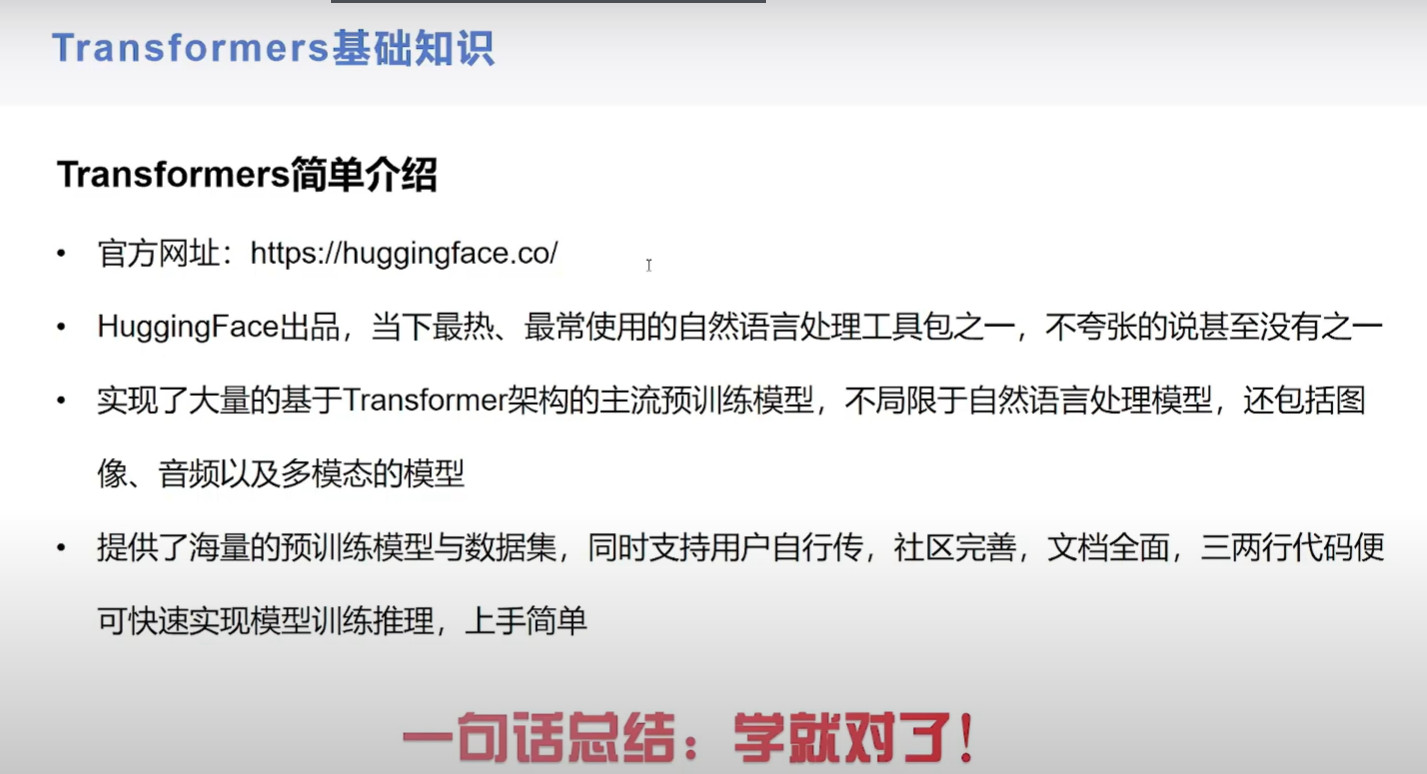 Transformers基础知识
Transformers简单介绍
• 官方网址：https://huggingface.co/
• HuggingFace出品，当下最热、最常使用的自然语言处理工具包之一，不夸张的说甚至没有之一
• 实现了大量的基于Transformer架构的主流预训练模型，不局限于自然语言处理模型，还包括图
像、音频以及多模态的模型
• 提供了海量的预训练模型与数据集，同时支持用户自行传，社区完善，文档全面，三两行代码便
可快速实现模型训练推理，上手简单
一句话总结：学就对了！